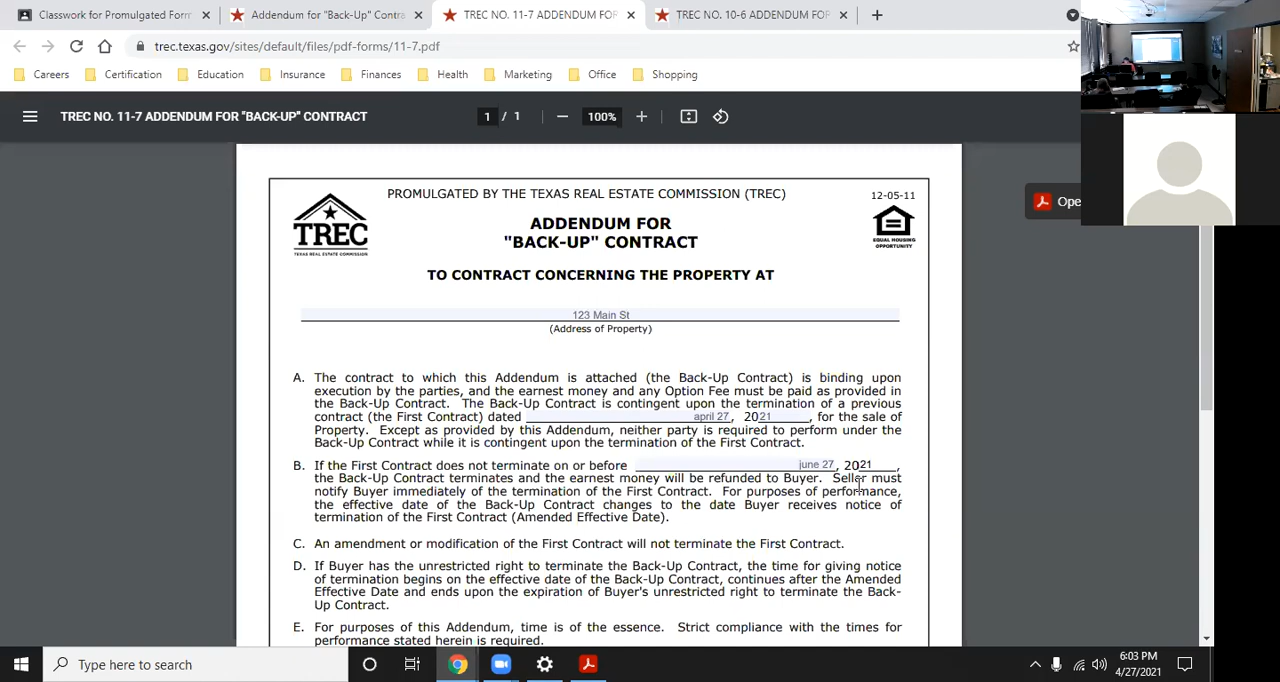 Classwork for Promulgated Form
Addendum for "Back-Up" Contra
TREC NO. 11-7 ADDENDUM FOR
TREC NO. 10-6 ADDENDUM FOR
trec.texas.gov/sites/default/files/pdf-forms/11-7.pdf
Careers Certification Education Insurance Finances Health Marketing Office Shopping
TREC NO. 11-7 ADDENDUM FOR "BACK-UP" CONTRACT
1 / 1
100%
Ope
PROMULGATED BY THE TEXAS REAL ESTATE COMMISSION (TREC)
12-05-11
TREC
TEXAS REAL ESTATE COMMISSION
EQUAL HOUSING
OPPORTUNITY
ADDENDUM FOR
"BACK-UP" CONTRACT
TO CONTRACT CONCERNING THE PROPERTY AT
123 Main St
(Address of Property)
A. The contract to which this Addendum is attached (the Back-Up Contract) is binding upon
execution by the parties, and the earnest money and any Option Fee must be paid as provided in
the Back-Up Contract. The Back-Up Contract is contingent upon the termination of a previous
contract (the First Contract) dated april 27, 2021, for the sale of
Property. Except as provided by this Addendum, neither party is required to perform under the
Back-Up Contract while it is contingent upon the termination of the First Contract.
B. If the First Contract does not terminate on or before june 27, 2021,
the Back-Up Contract terminates and the earnest money will be refunded to Buyer. Seller must
notify Buyer immediately of the termination of the First Contract. For purposes of performance,
the effective date of the Back-Up Contract changes to the date Buyer receives notice of
termination of the First Contract (Amended Effective Date).
C. An amendment or modification of the First Contract will not terminate the First Contract.
D. If Buyer has the unrestricted right to terminate the Back-Up Contract, the time for giving notice
of termination begins on the effective date of the Back-Up Contract, continues after the Amended
Effective Date and ends upon the expiration of Buyer's unrestricted right to terminate the Back-
Up Contract.
E. For purposes of this Addendum, time is of the essence. Strict compliance with the times for
performance stated herein is required.
Type here to search
6:03 PM
4/27/2021